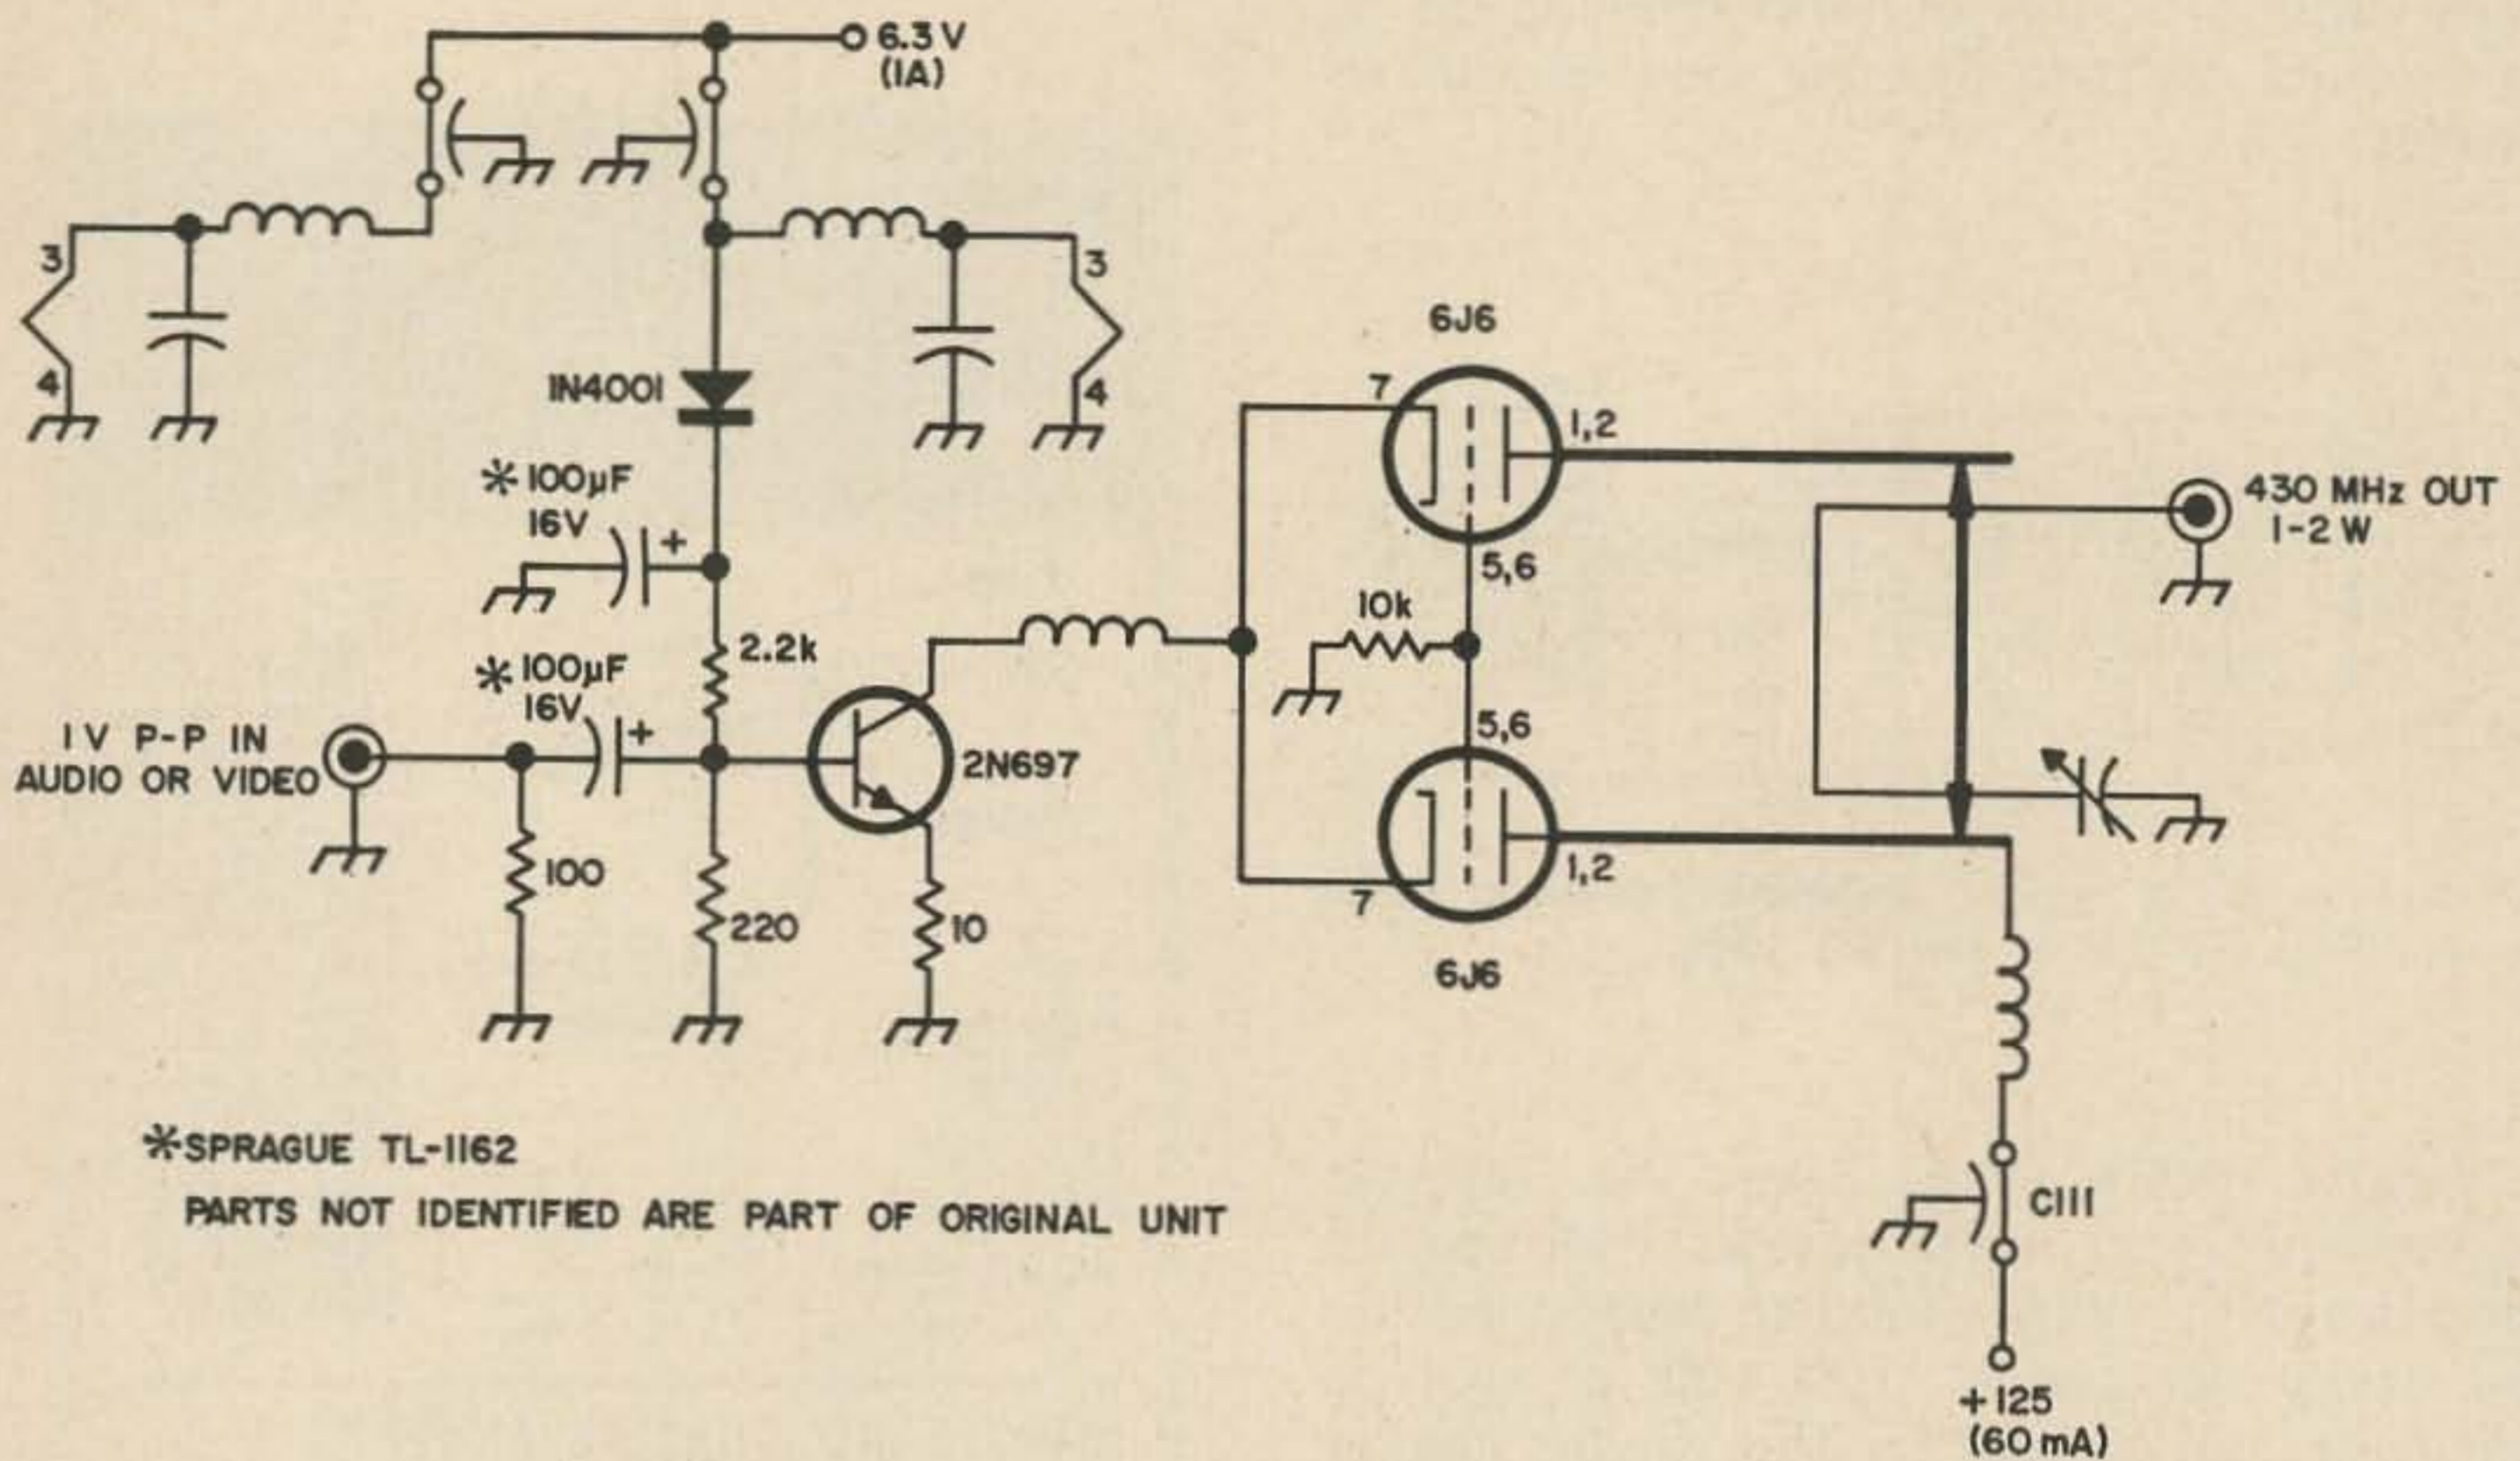 6.3 V
(1A)
3
4
3
4
1N4001
* 100µF
16V
2.2k
* 100µF
16V
1 V P-P IN
AUDIO OR VIDEO
100
220
2N697
10
6J6
7
1,2
5,6
10k
5,6
7
1,2
6J6
430 MHz OUT
1-2 W
C111
+125
(60 mA)
*SPRAGUE TL-1162
PARTS NOT IDENTIFIED ARE PART OF ORIGINAL UNIT